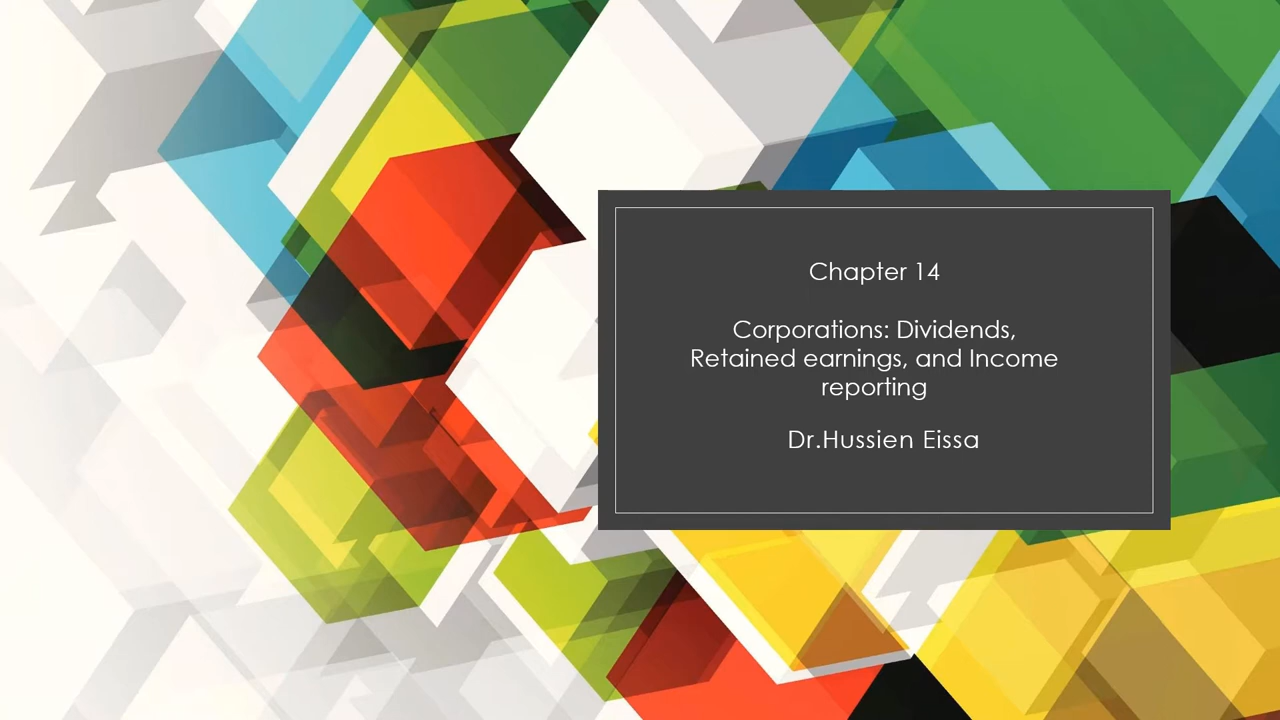 Chapter 14
Corporations: Dividends,
Retained earnings, and Income
reporting
Dr.Hussien Eissa